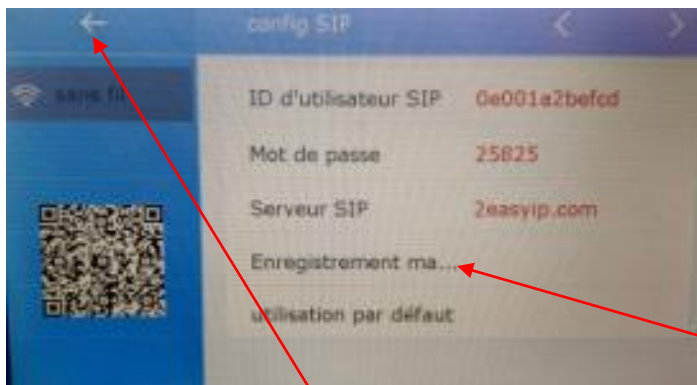 config SIP
sans fil
ID d'utilisateur SIP 0e001a2befcd
Mot de passe 25825
Serveur SIP 2easyip.com
Enregistrement ma...
utilisation par défaut